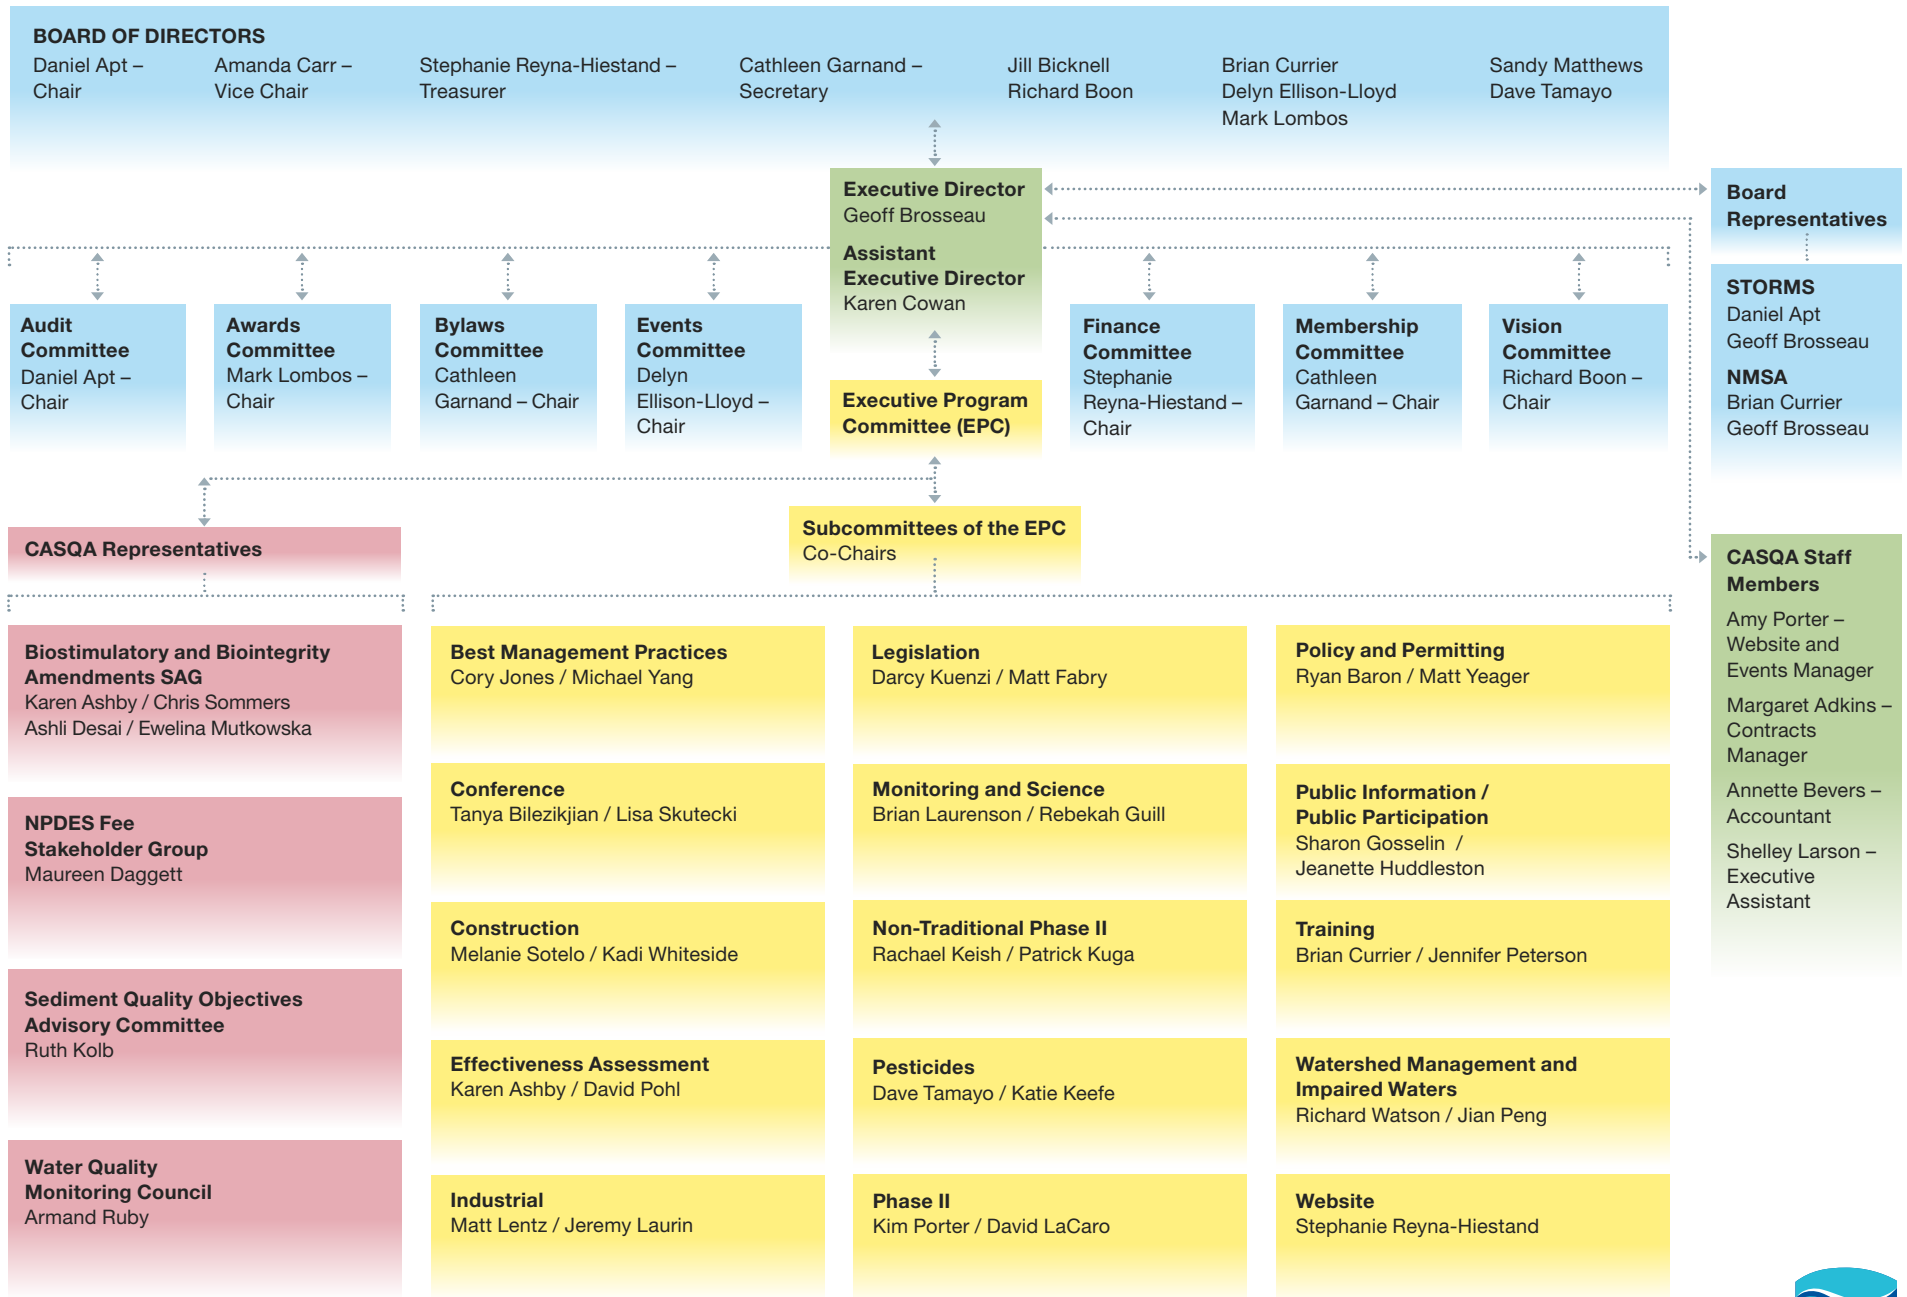 BOARD OF DIRECTORS
Daniel Apt –
Chair
Amanda Carr –
Vice Chair
Stephanie Reyna-Hiestand –
Treasurer
Cathleen Garnand –
Secretary
Jill Bicknell
Richard Boon
Brian Currier
Delyn Ellison-Lloyd
Mark Lombos
Sandy Matthews
Dave Tamayo
Executive Director
Geoff Brosseau
Assistant
Executive Director
Karen Cowan
Board
Representatives
STORMS
Daniel Apt
Geoff Brosseau
NMSA
Brian Currier
Geoff Brosseau
Audit
Committee
Daniel Apt –
Chair
Awards
Committee
Mark Lombos –
Chair
Bylaws
Committee
Cathleen
Garnand – Chair
Events
Committee
Delyn
Ellison-Lloyd –
Chair
Executive Program
Committee (EPC)
Finance
Committee
Stephanie
Reyna-Hiestand –
Chair
Membership
Committee
Cathleen
Garnand – Chair
Vision
Committee
Richard Boon –
Chair
CASQA Representatives
Subcommittees of the EPC
Co-Chairs
CASQA Staff
Members
Amy Porter –
Website and
Events Manager
Margaret Adkins –
Contracts
Manager
Annette Bevers –
Accountant
Shelley Larson –
Executive
Assistant
Biostimulatory and Biointegrity
Amendments SAG
Karen Ashby / Chris Sommers
Ashli Desai / Ewelina Mutkowska
NPDES Fee
Stakeholder Group
Maureen Daggett
Sediment Quality Objectives
Advisory Committee
Ruth Kolb
Water Quality
Monitoring Council
Armand Ruby
Best Management Practices
Cory Jones / Michael Yang
Conference
Tanya Bilezikjian / Lisa Skutecki
Construction
Melanie Sotelo / Kadi Whiteside
Effectiveness Assessment
Karen Ashby / David Pohl
Industrial
Matt Lentz / Jeremy Laurin
Legislation
Darcy Kuenzi / Matt Fabry
Monitoring and Science
Brian Laurenson / Rebekah Guill
Non-Traditional Phase II
Rachael Keish / Patrick Kuga
Pesticides
Dave Tamayo / Katie Keefe
Phase II
Kim Porter / David LaCaro
Policy and Permitting
Ryan Baron / Matt Yeager
Public Information /
Public Participation
Sharon Gosselin /
Jeanette Huddleston
Training
Brian Currier / Jennifer Peterson
Watershed Management and
Impaired Waters
Richard Watson / Jian Peng
Website
Stephanie Reyna-Hiestand